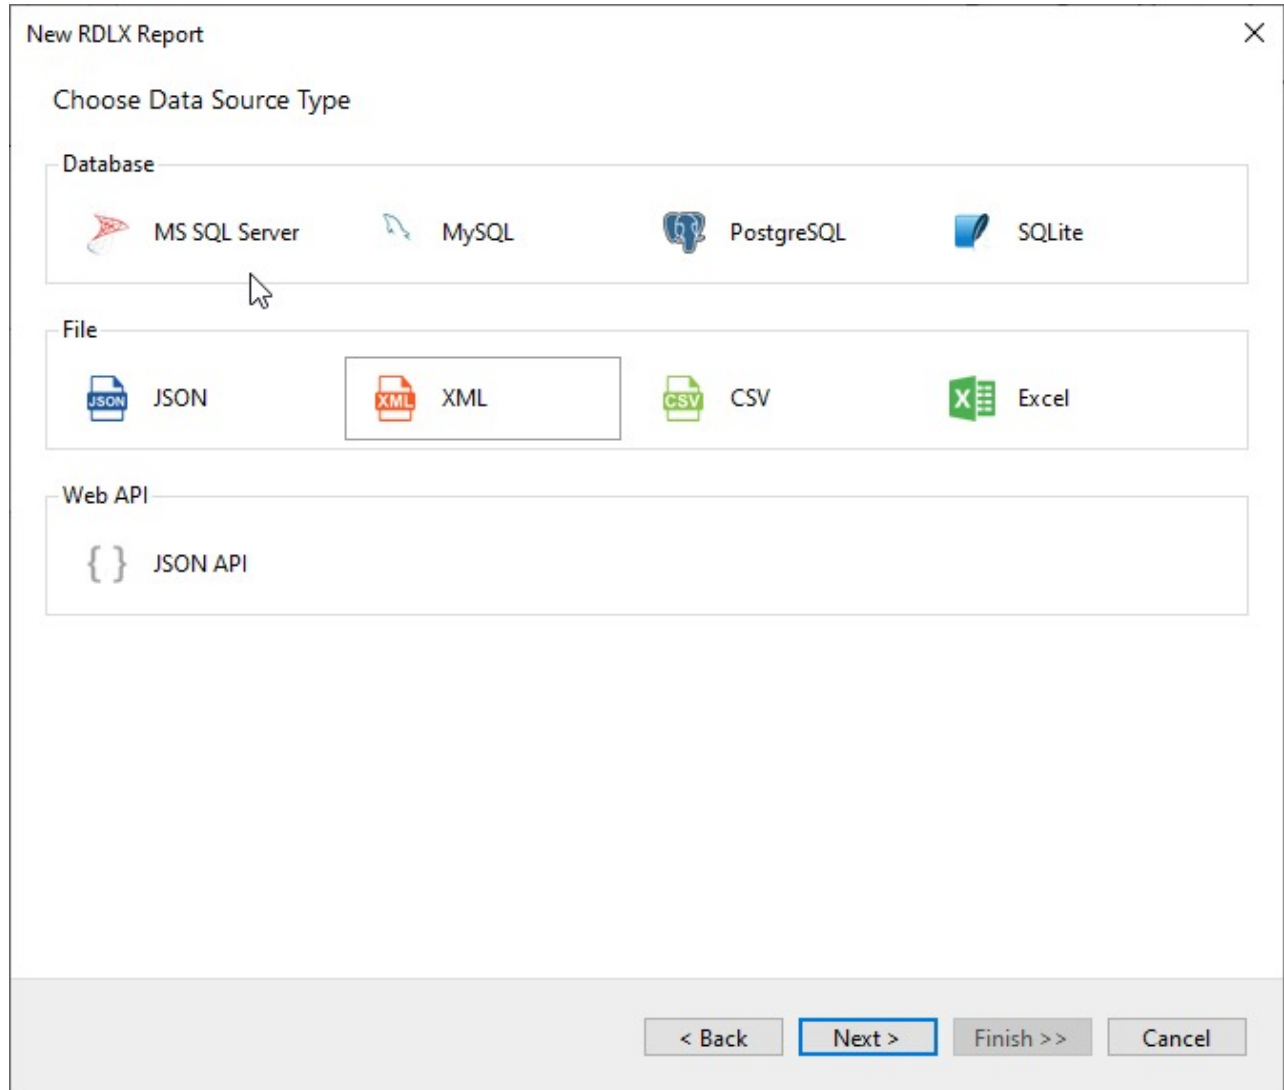 New RDLX Report
Choose Data Source Type
Database
MS SQL Server MySQL PostgreSQL SQLite
File
JSON JSON XML XML CSV CSV X Excel
Web API
{ } JSON API
< Back Next > Finish >> Cancel